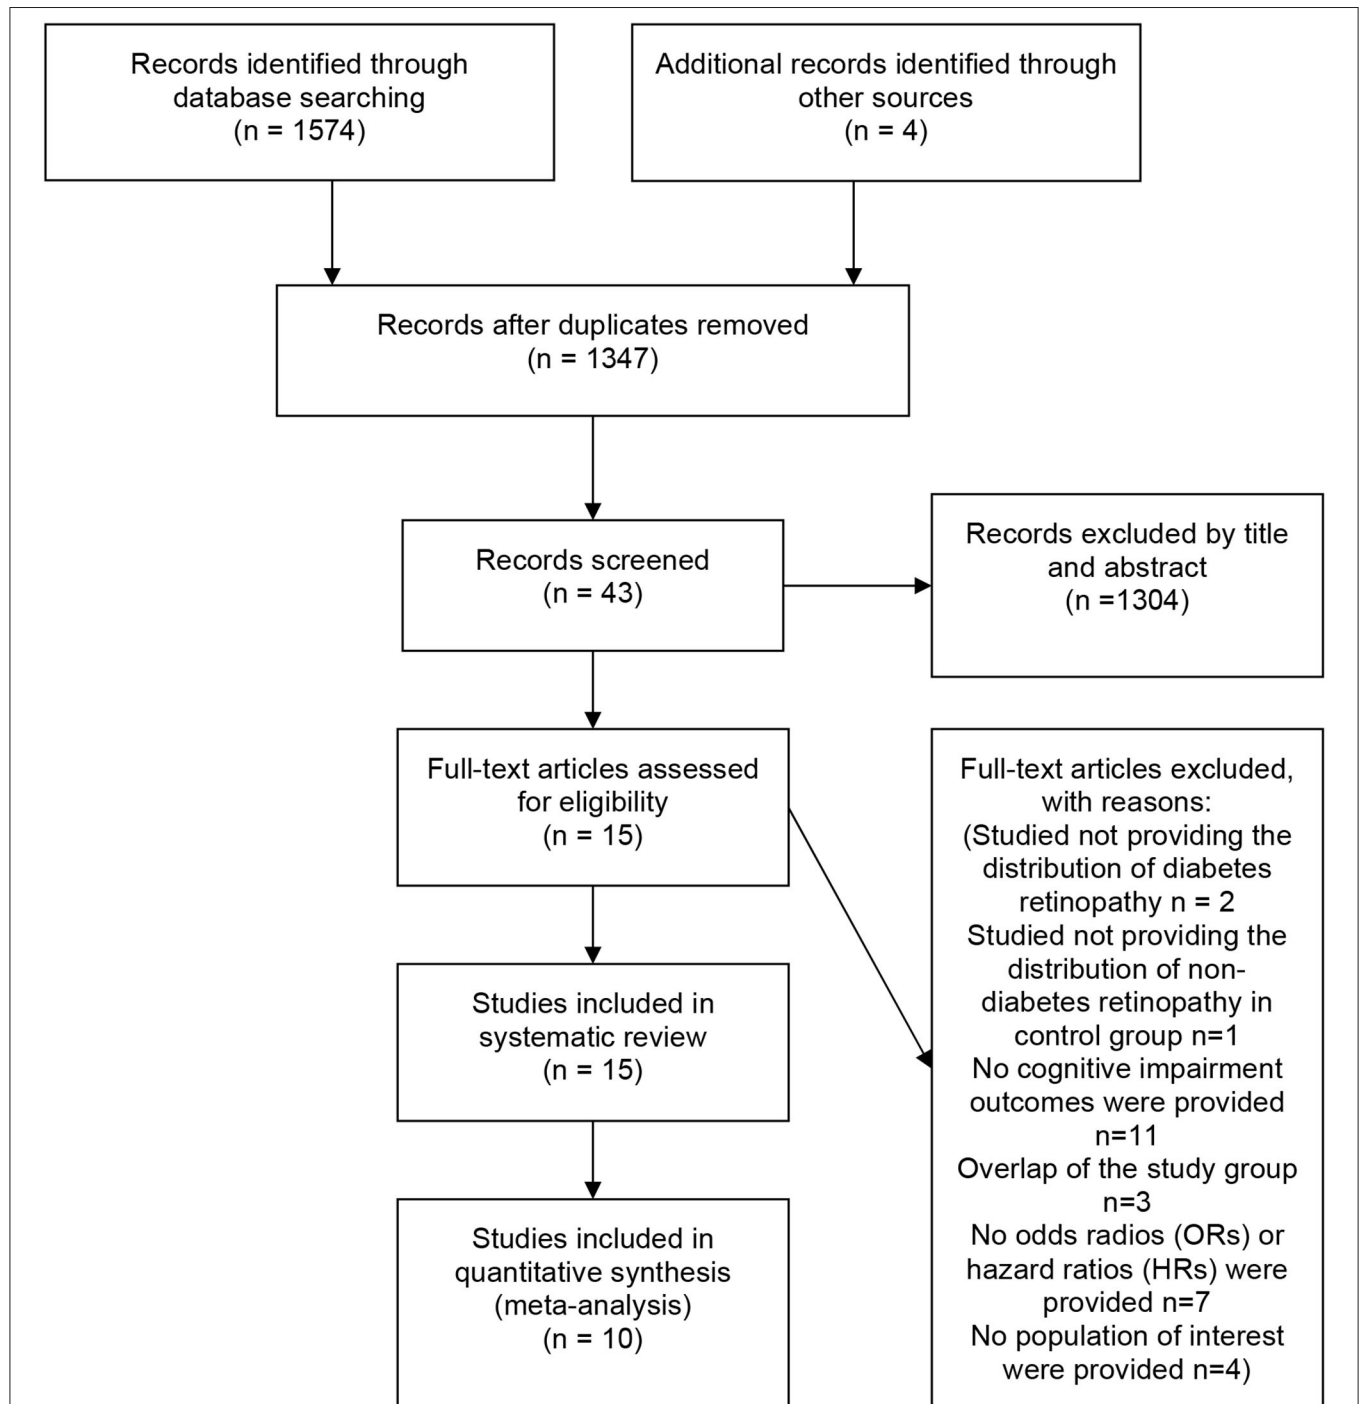 Records identified through
database searching
(n = 1574)
Additional records identified through
other sources
(n = 4)
Records after duplicates removed
(n = 1347)
Records screened
(n = 43)
Records excluded by title
and abstract
(n =1304)
Full-text articles assessed
for eligibility
(n = 15)
Full-text articles excluded,
with reasons:
(Studied not providing the
distribution of diabetes
retinopathy n = 2
Studied not providing the
distribution of non-
diabetes retinopathy in
control group n=1
No cognitive impairment
outcomes were provided
n=11
Overlap of the study group
n=3
No odds radios (ORs) or
hazard ratios (HRs) were
provided n=7
No population of interest
were provided n=4)
Studies included in
systematic review
(n = 15)
Studies included in
quantitative synthesis
(meta-analysis)
(n = 10)